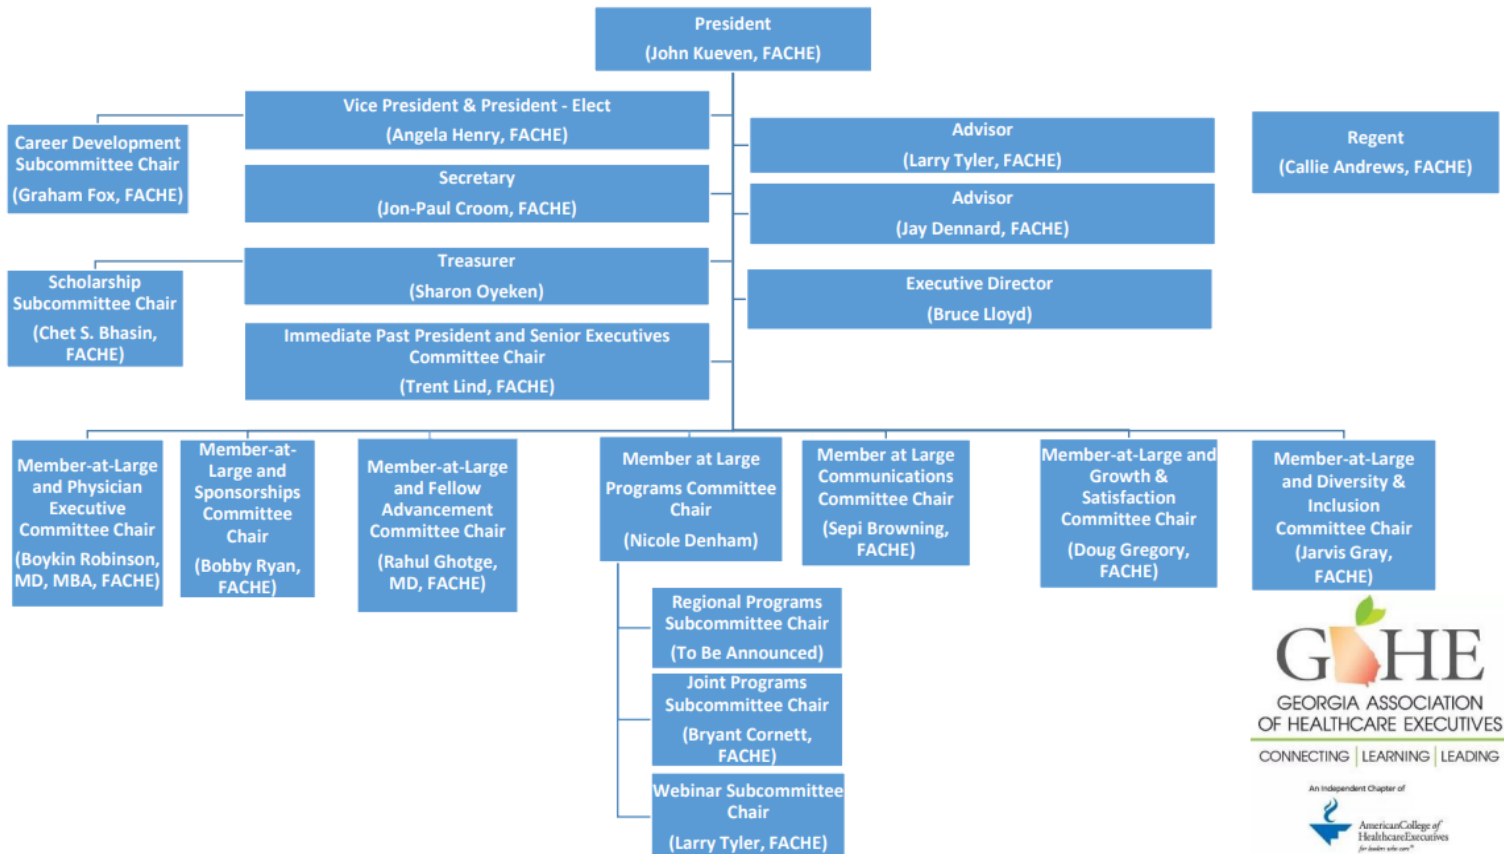 President
(John Kueven, FACHE)
Vice President & President - Elect
(Angela Henry, FACHE)
Career Development
Subcommittee Chair
(Graham Fox, FACHE)
Advisor
(Larry Tyler, FACHE)
Regent
(Callie Andrews, FACHE)
Secretary
(Jon-Paul Croom, FACHE)
Advisor
(Jay Dennard, FACHE)
Treasurer
(Sharon Oyeken)
Scholarship
Subcommittee Chair
(Chet S. Bhasin,
FACHE)
Executive Director
(Bruce Lloyd)
Immediate Past President and Senior Executives
Committee Chair
(Trent Lind, FACHE)
Member-at-Large
and Physician
Executive
Committee Chair
(Boykin Robinson,
MD, MBA, FACHE)
Member-at-
Large and
Sponsorships
Committee
Chair
(Bobby Ryan,
FACHE)
Member-at-Large
and Fellow
Advancement
Committee Chair
(Rahul Ghotge,
MD, FACHE)
Member at Large
Programs Committee
Chair
(Nicole Denham)
Member at Large
Communications
Committee Chair
(Sepi Browning,
FACHE)
Member-at-Large and
Growth &
Satisfaction
Committee Chair
(Doug Gregory,
FACHE)
Member-at-Large
and Diversity &
Inclusion
Committee Chair
(Jarvis Gray,
FACHE)
Regional Programs
Subcommittee Chair
(To Be Announced)
Joint Programs
Subcommittee Chair
(Bryant Cornett,
FACHE)
Webinar Subcommittee
Chair
(Larry Tyler, FACHE)
GAHE
GEORGIA ASSOCIATION
OF HEALTHCARE EXECUTIVES
CONNECTING | LEARNING | LEADING
An Independent Chapter of
American College of
Healthcare Executives
for leaders who care™